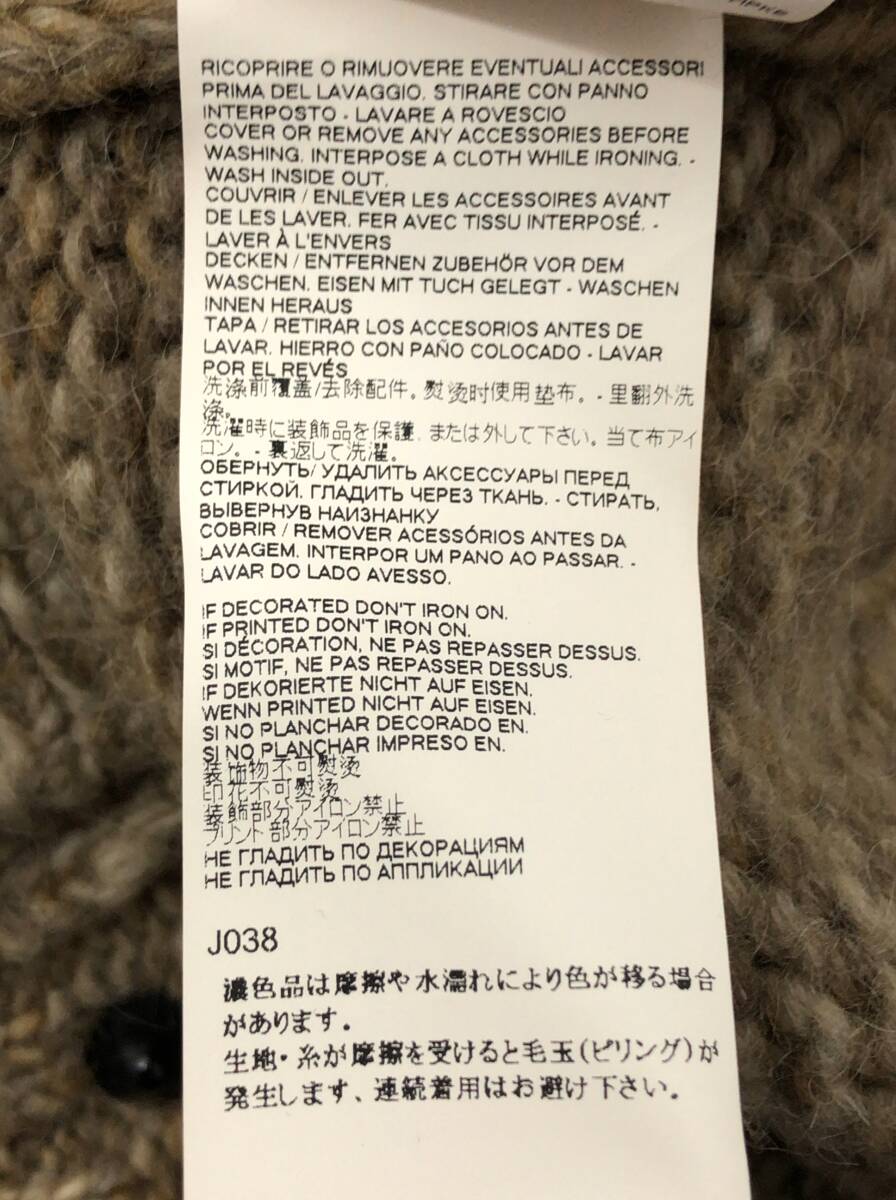 RICOPRIRE O RIMUOVERE EVENTUALI ACCESSORI
PRIMA DEL LAVAGGIO. STIRARE CON PANNO
INTERPOSTO - LAVARE A ROVESCIO
COVER OR REMOVE ANY ACCESSORIES BEFORE
WASHING. INTERPOSE A CLOTH WHILE IRONING. -
WASH INSIDE OUT.
COUVRIR / ENLEVER LES ACCESSOIRES AVANT
DE LES LAVER. FER AVEC TISSU INTERPOSÉ. -
LAVER À L'ENVERS
DECKEN / ENTFERNEN ZUBEHÖR VOR DEM
WASCHEN. EISEN MIT TUCH GELEGT - WASCHEN
INNEN HERAUS
TAPA / RETIRAR LOS ACCESORIOS ANTES DE
LAVAR. HIERRO CON PAÑO COLOCADO - LAVAR
POR EL REVÉS
洗涤前覆盖/去除配件。熨烫时使用垫布。- 里翻外洗
涤。
洗濯時に装飾品を保護, または外して下さい。当て布アイ
ロン。- 裏返して洗濯。
ОБЕРНУТЬ/ УДАЛИТЬ АКСЕССУАРЫ ПЕРЕД
СТИРКОЙ. ГЛАДИТЬ ЧЕРЕЗ ТКАНЬ. - СТИРАТЬ,
ВЫВЕРНУВ НАИЗНАНКУ
COBRIR / REMOVER ACESSÓRIOS ANTES DA
LAVAGEM. INTERPOR UM PANO AO PASSAR. -
LAVAR DO LADO AVESSO.
IF DECORATED DON'T IRON ON.
IF PRINTED DON'T IRON ON.
SI DÉCORATION, NE PAS REPASSER DESSUS.
SI MOTIF, NE PAS REPASSER DESSUS.
IF DEKORIERTE NICHT AUF EISEN.
WENN PRINTED NICHT AUF EISEN.
SI NO PLANCHAR DECORADO EN.
SI NO PLANCHAR IMPRESO EN.
装饰物不可熨烫
印花不可熨烫
装飾部分アイロン禁止
プリント部分アイロン禁止
НЕ ГЛАДИТЬ ПО ДЕКОРАЦИЯМ
НЕ ГЛАДИТЬ ПО АППЛИКАЦИИ
J038
濃色品は摩擦や水濡れにより色が移る場合
があります。
生地・糸が摩擦を受けると毛玉(ピリング)が
発生します、連続着用はお避け下さい。